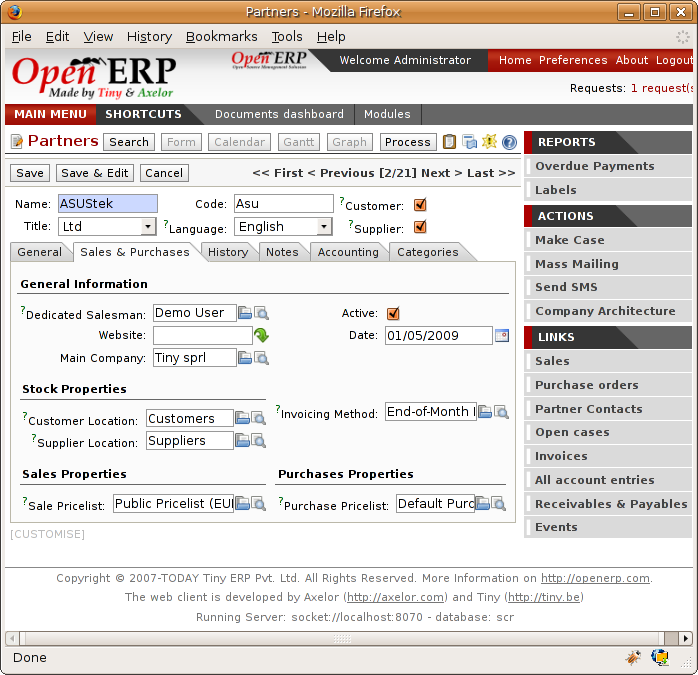 Partners - Mozilla Firefox
File Edit View History Bookmarks Tools Help
Open ERP
Made by Tiny & Axelor
Open ERP
Open Source Management Solution
Welcome Administrator
Home Preferences About Logout
Requests: 1 request(s
MAIN MENU SHORTCUTS Documents dashboard Modules
Partners Search Form Calendar Gantt Graph Process
Save Save & Edit Cancel << First < Previous [2/21] Next > Last >>
Name: ASUStek Code: Asu ?Customer:
Title: Ltd ?Language: English ?Supplier:
General Sales & Purchases History Notes Accounting Categories
General Information
?Dedicated Salesman: Demo User Active:
Website: Date: 01/05/2009
Main Company: Tiny sprl
Stock Properties
?Customer Location: Customers ?Invoicing Method: End-of-Month I
?Supplier Location: Suppliers
Sales Properties Purchases Properties
?Sale Pricelist: Public Pricelist (EUI ?Purchase Pricelist: Default Purc
[CUSTOMISE]
REPORTS
Overdue Payments
Labels
ACTIONS
Make Case
Mass Mailing
Send SMS
Company Architecture
LINKS
Sales
Purchase orders
Partner Contacts
Open cases
Invoices
All account entries
Receivables & Payables
Events
Copyright © 2007-TODAY Tiny ERP Pvt. Ltd. All Rights Reserved. More Information on http://openerp.com.
The web client is developed by Axelor (http://axelor.com) and Tiny (http://tiny.be)
Running Server: socket://localhost:8070 - database: scr
Done